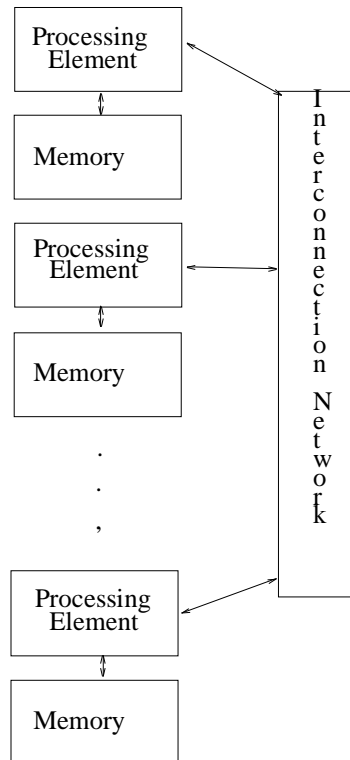 Processing
Element
Memory
Processing
Element
Memory
.
.
,
Processing
Element
Memory
Interconnection Network